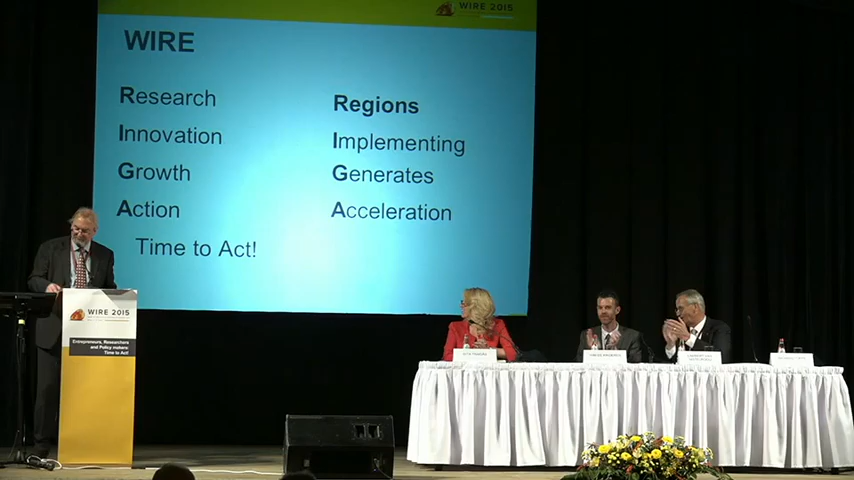 WIRE 2015
WIRE
Research
Innovation
Growth
Action
Time to Act!
Regions
Implementing
Generates
Acceleration
WIRE 2015
Entrepreneurs, Researchers
and Policy makers:
Time to Act!